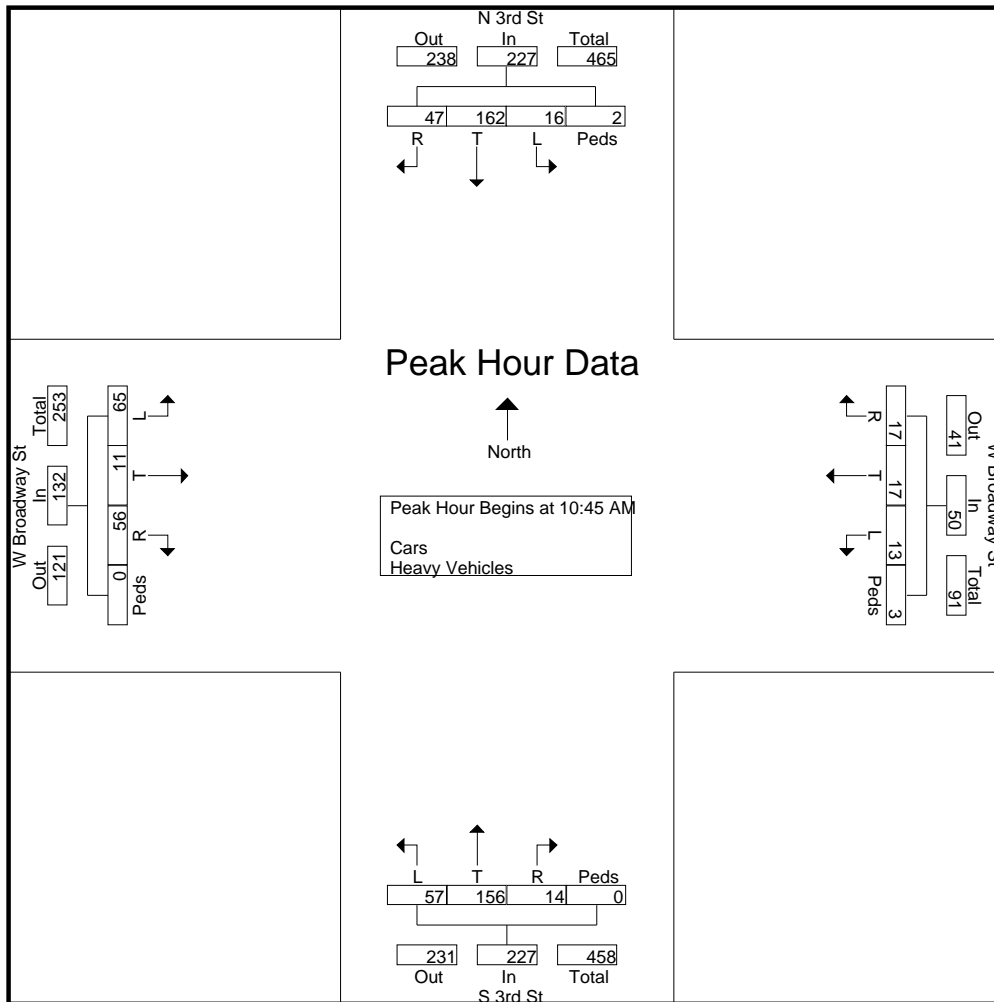 N 3rd St
Out In Total
238 227 465
47 162 16 2
R T L Peds
Peak Hour Data
North
Peak Hour Begins at 10:45 AM
Cars
Heavy Vehicles
W Broadway St
Total In Out
253 132 121
65 11 56 0
L T R Peds
W Broadway St
Out In Total
41 50 91
17 17 13 3
R T L Peds
L T R Peds
57 156 14 0
231 227 458
Out In Total
S 3rd St